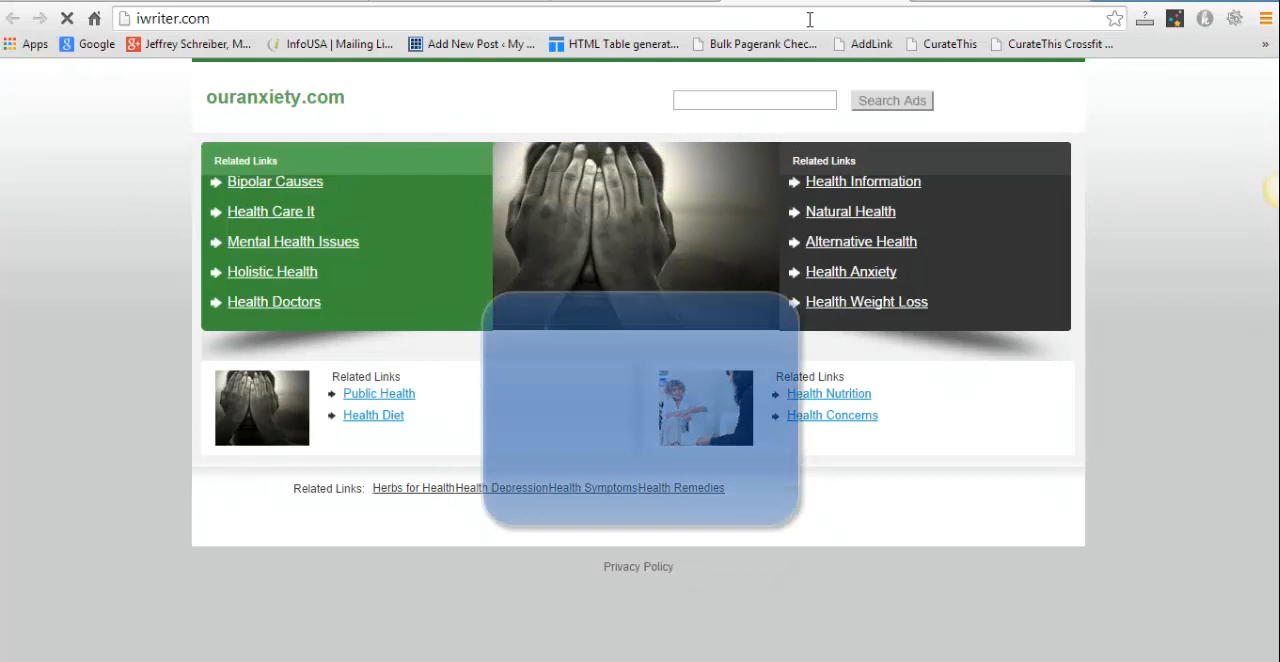 iwriter.com
Apps Google Jeffrey Schreiber, M... InfoUSA | Mailing Li... Add New Post ‹ My ... HTML Table generat... Bulk Pagerank Chec... AddLink CurateThis CurateThis Crossfit ... »
ouranxiety.com
Search Ads
Related Links
Bipolar Causes
Health Care It
Mental Health Issues
Holistic Health
Health Doctors
Related Links
Health Information
Natural Health
Alternative Health
Health Anxiety
Health Weight Loss
Related Links
Public Health
Health Diet
Related Links
Health Nutrition
Health Concerns
Related Links: Herbs for HealthHealth DepressionHealth SymptomsHealth Remedies
Privacy Policy